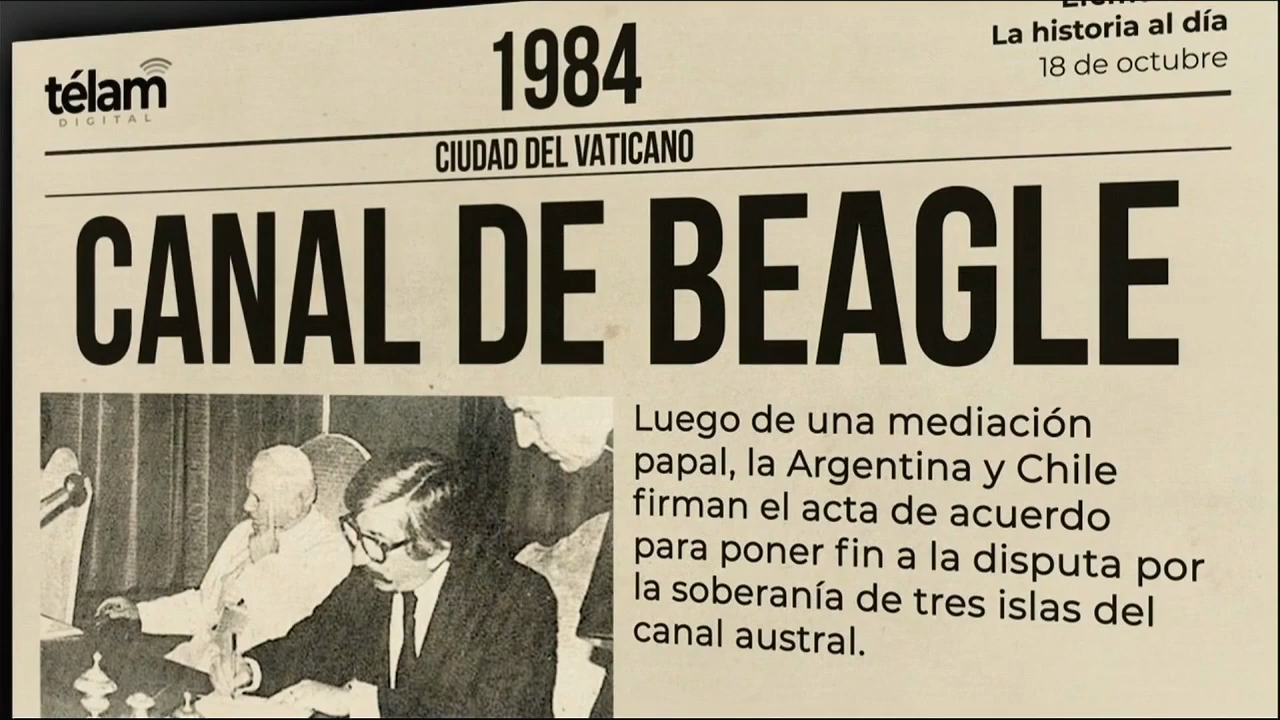 La historia al día
18 de octubre
télam
DIGITAL
1984
CIUDAD DEL VATICANO
CANAL DE BEAGLE
Luego de una mediación
papal, la Argentina y Chile
firman el acta de acuerdo
para poner fin a la disputa por
la soberanía de tres islas del
canal austral.